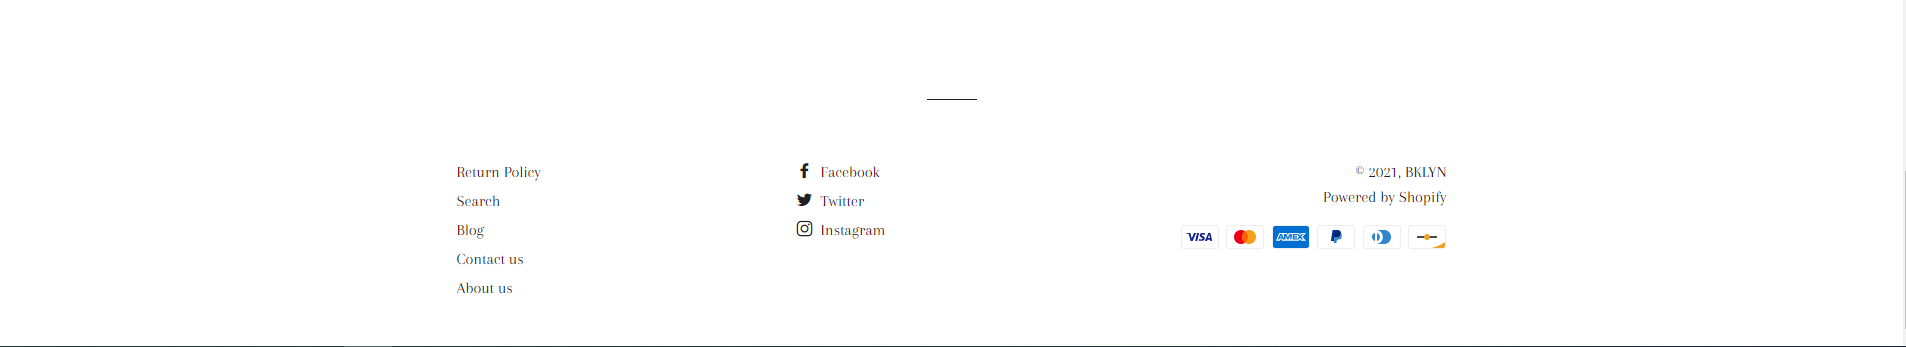 Return Policy
Search
Blog
Contact us
About us
Facebook
Twitter
Instagram
© 2021, BKLYN
Powered by Shopify
VISA
AMEX